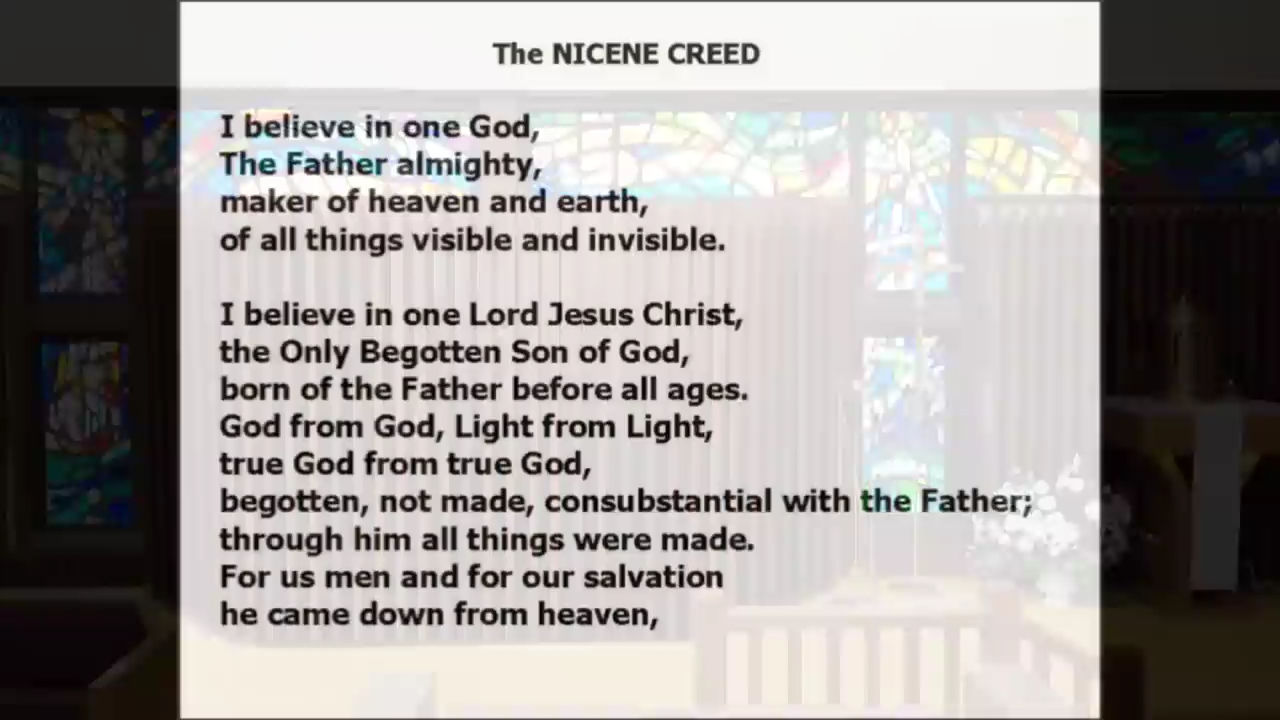 The NICENE CREED
I believe in one God,
The Father almighty,
maker of heaven and earth,
of all things visible and invisible.
I believe in one Lord Jesus Christ,
the Only Begotten Son of God,
born of the Father before all ages.
God from God, Light from Light,
true God from true God,
begotten, not made, consubstantial with the Father;
through him all things were made.
For us men and for our salvation
he came down from heaven,